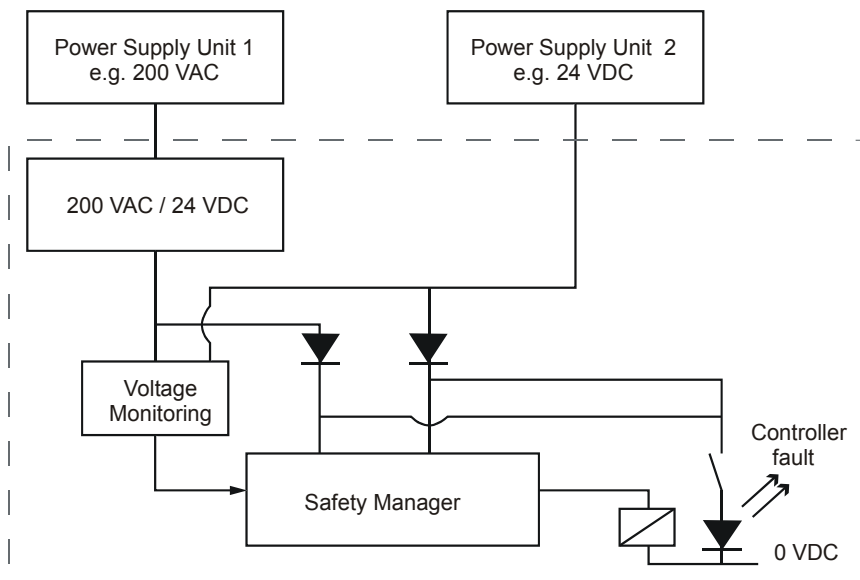 Power Supply Unit 1
e.g. 200 VAC
Power Supply Unit 2
e.g. 24 VDC
200 VAC / 24 VDC
Voltage
Monitoring
Controller
fault
Safety Manager
0 VDC